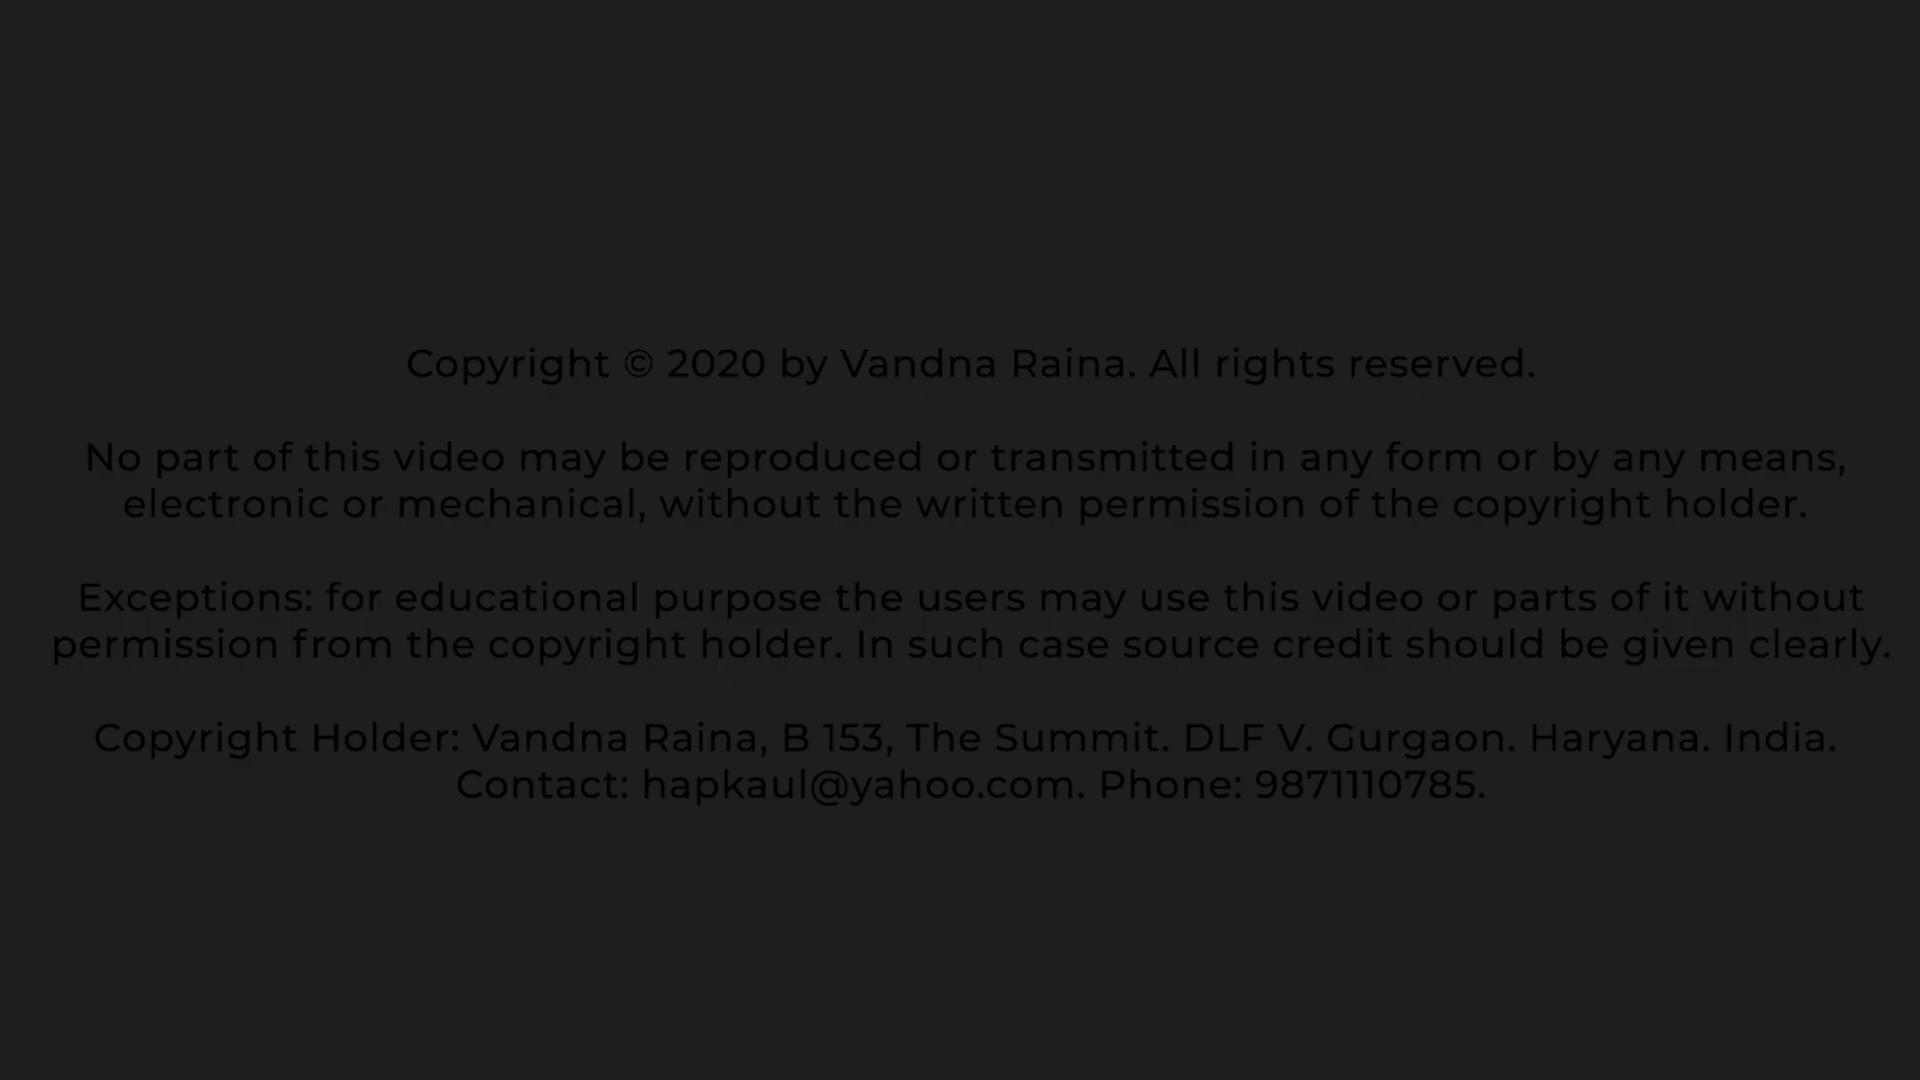 Copyright © 2020 by Vandna Raina. All rights reserved.
No part of this video may be reproduced or transmitted in any form or by any means,
electronic or mechanical, without the written permission of the copyright holder.
Exceptions: for educational purpose the users may use this video or parts of it without
permission from the copyright holder. In such case source credit should be given clearly.
Copyright Holder: Vandna Raina, B 153, The Summit. DLF V. Gurgaon. Haryana. India.
Contact: hapkaul@yahoo.com. Phone: 9871110785.